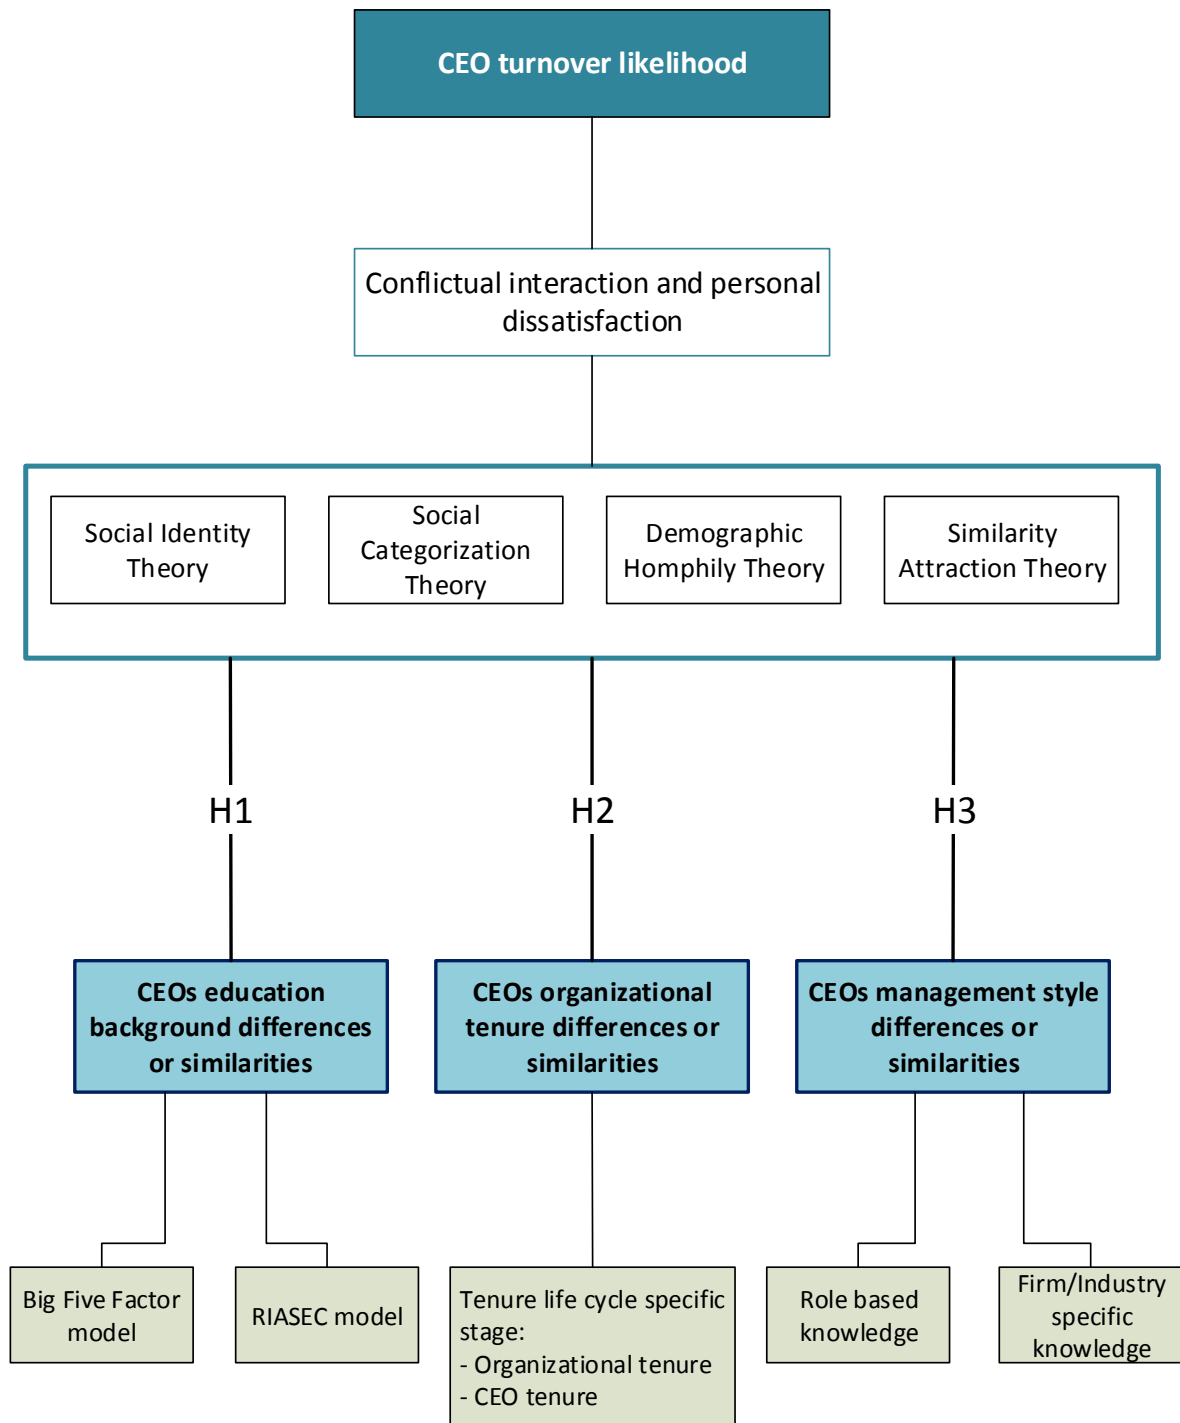 CEO turnover likelihood
Conflictual interaction and personal
dissatisfaction
Social Identity
Theory
Social
Categorization
Theory
Demographic
Homphily Theory
Similarity
Attraction Theory
H1
H2
H3
CEOs education
background differences
or similarities
CEOs organizational
tenure differences or
similarities
CEOs management style
differences or
similarities
Big Five Factor
model
RIASEC model
Tenure life cycle specific
stage:
- Organizational tenure
- CEO tenure
Role based
knowledge
Firm/Industry
specific
knowledge